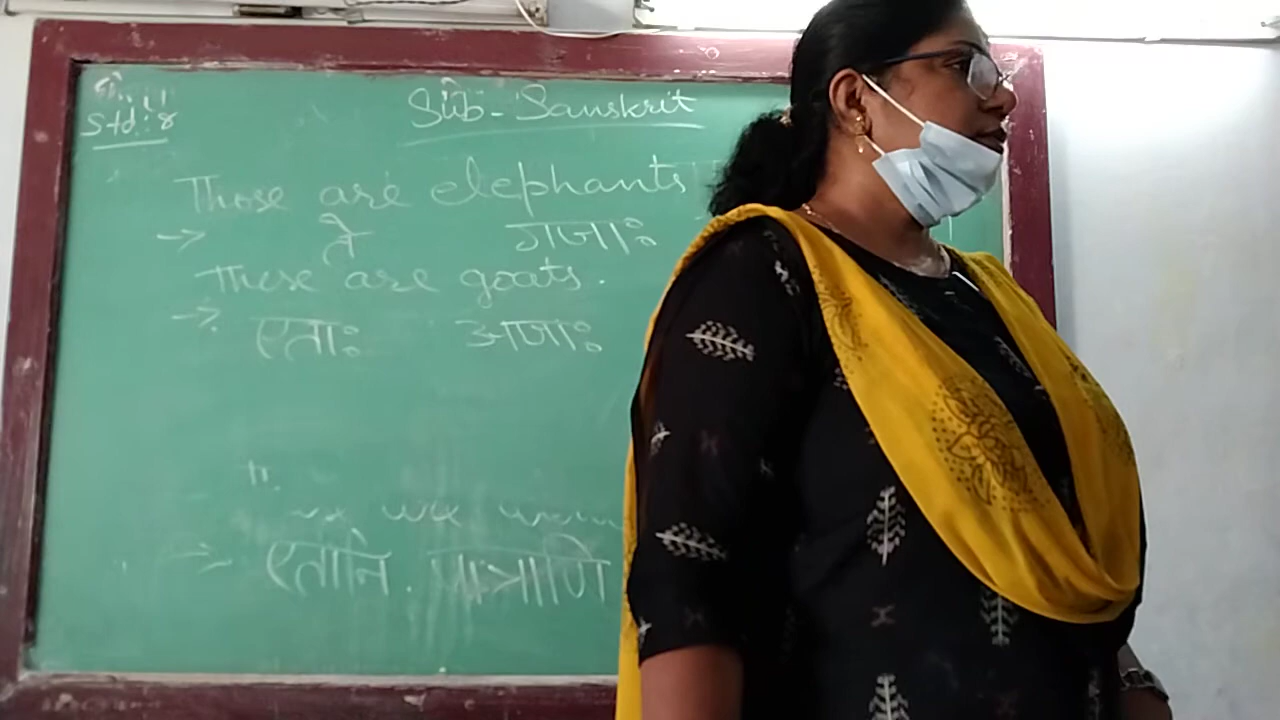 Std: 8
Sub - Sanskrit
Those are elephants
→ ते गजाः
These are goats.
→ एताः अजाः
→ एतानि